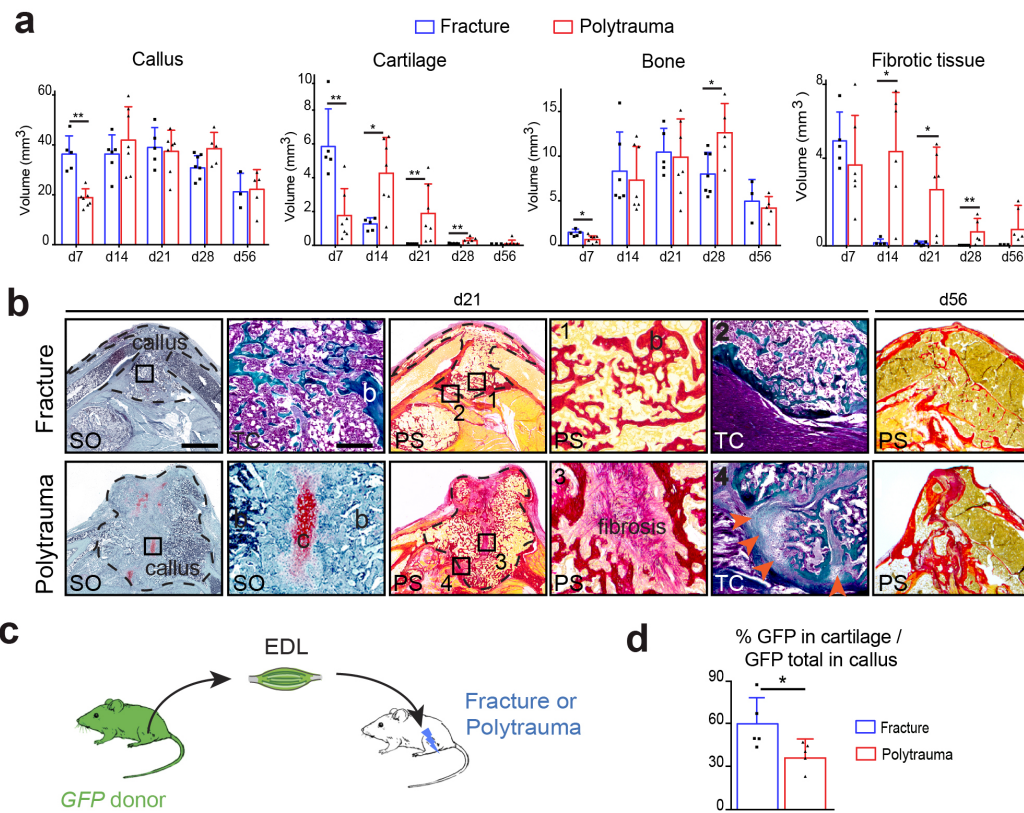 a
Fracture
Polytrauma
Callus
Cartilage
Bone
Fibrotic tissue
Volume (mm3)
60
40
20
0
**
d7 d14 d21 d28 d56
Volume (mm3)
10
8
6
4
2
0
**
*
**
**
d7 d14 d21 d28 d56
Volume (mm3)
15
10
5
0
*
*
d7 d14 d21 d28 d56
Volume (mm3)
8
4
0
*
*
**
d7 d14 d21 d28 d56
b
d21
d56
Fracture
callus
SO
b
TC
1
2
PS
1
b
PS
2
TC
PS
Polytrauma
callus
SO
b
c
SO
3
4
PS
3
fibrosis
PS
4
TC
PS
c
EDL
Fracture or
Polytrauma
GFP donor
d
% GFP in cartilage /
GFP total in callus
90
60
30
0
*
Fracture
Polytrauma